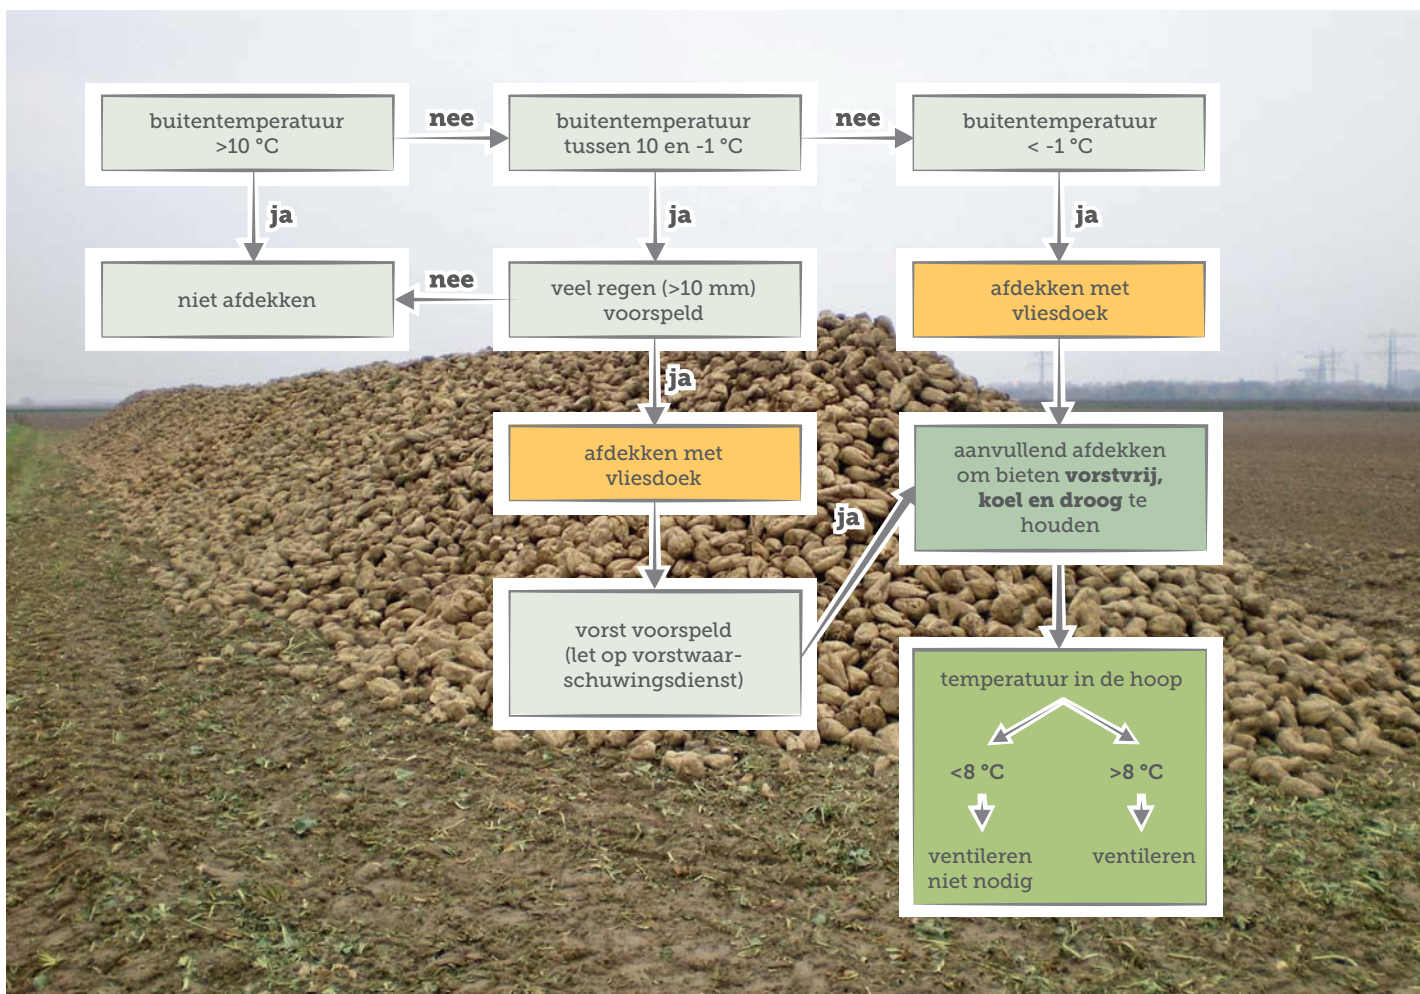 buitentemperatuur
>10 °C
nee
buitentemperatuur
tussen 10 en -1 °C
nee
buitentemperatuur
< -1 °C
ja
ja
ja
niet afdekken
nee
veel regen (>10 mm)
voorspeld
afdekken met
vliesdoek
ja
afdekken met
vliesdoek
aanvullend afdekken
om bieten vorstvrij,
koel en droog te
houden
ja
vorst voorspeld
(let op vorstwaar-
schuwingsdienst)
temperatuur in de hoop
<8 °C
>8 °C
ventileren
niet nodig
ventileren